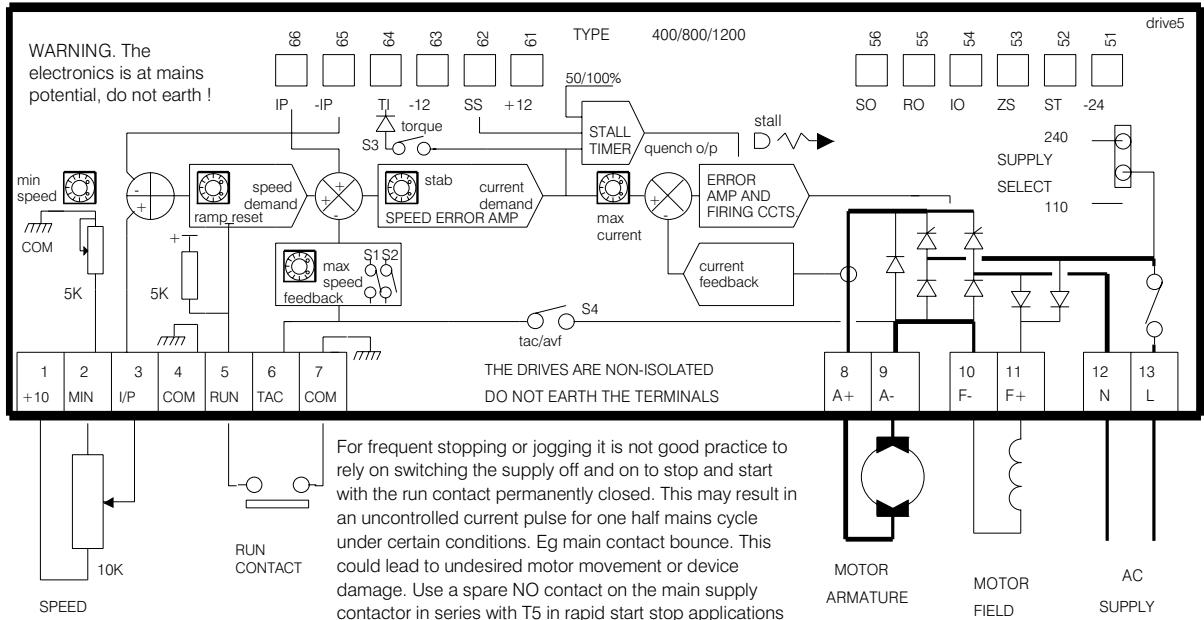 drive5
WARNING. The
electronics is at mains
potential, do not earth !
66 65 64 63 62 61
TYPE 400/800/1200
56 55 54 53 52 51
50/100%
IP -IP TI -12 SS +12
SO RO IO ZS ST -24
S3 torque
STALL
TIMER
quench o/p
stall
240
SUPPLY
SELECT
110
min
speed
COM
5K
- +
speed
demand
ramp reset
+ + -
stab
current
demand
SPEED ERROR AMP
max
current
+ -
ERROR
AMP AND
FIRING CCTS.
+
5K
max
speed
feedback
S1 S2
current
feedback
S4
tac/avf
1 2 3 4 5 6 7
+10 MIN I/P COM RUN TAC COM
THE DRIVES ARE NON-ISOLATED
DO NOT EARTH THE TERMINALS
8 9 10 11 12 13
A+ A- F- F+ N L
For frequent stopping or jogging it is not good practice to
rely on switching the supply off and on to stop and start
with the run contact permanently closed. This may result in
an uncontrolled current pulse for one half mains cycle
under certain conditions. Eg main contact bounce. This
could lead to undesired motor movement or device
damage. Use a spare NO contact on the main supply
contactor in series with T5 in rapid start stop applications
10K
SPEED
RUN
CONTACT
MOTOR
ARMATURE
MOTOR
FIELD
AC
SUPPLY